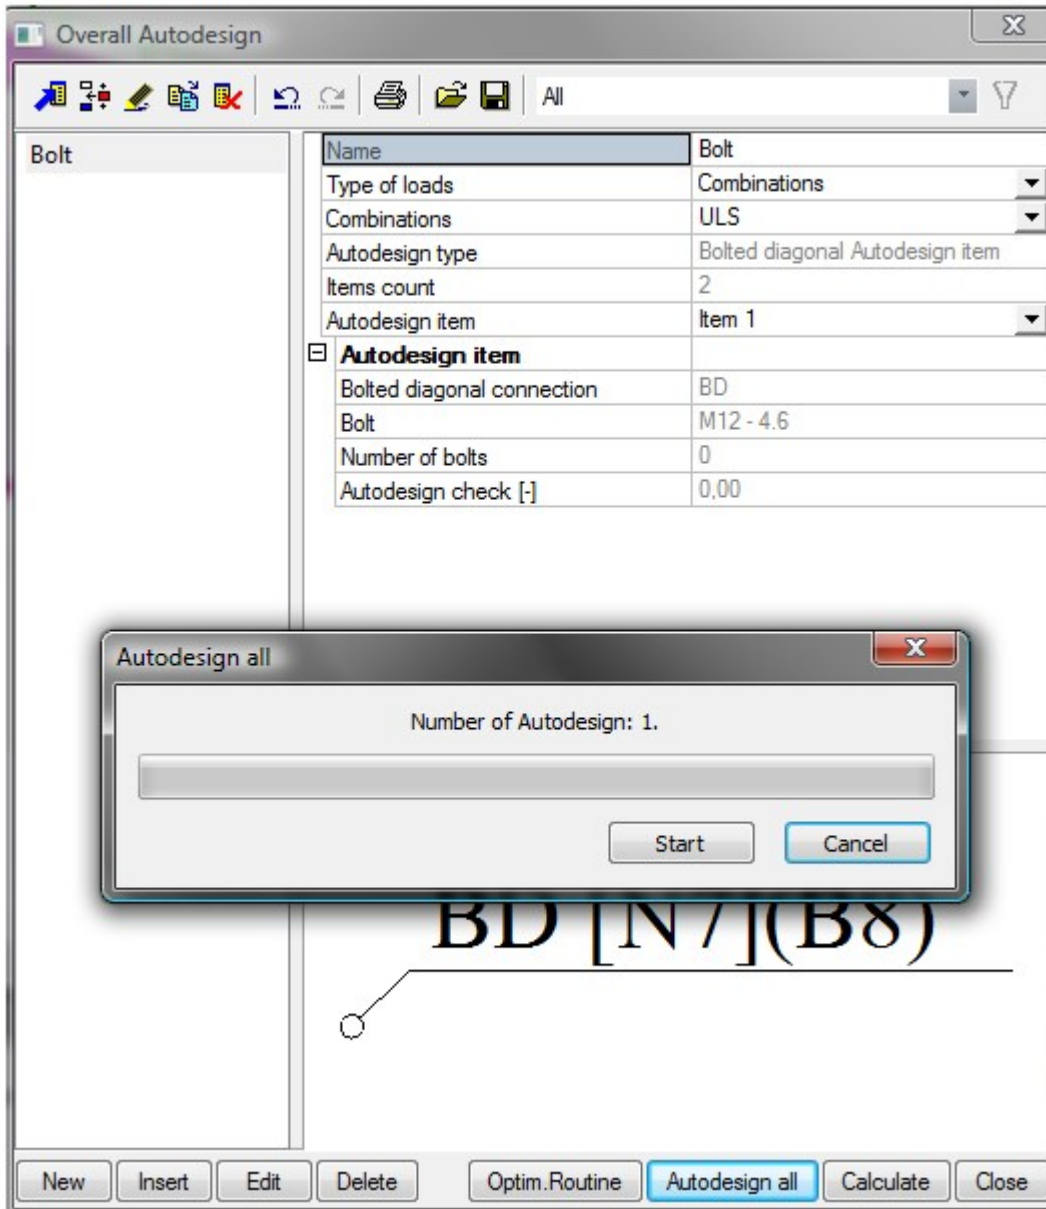 Overall Autodesign
All
Bolt
Name Bolt
Type of loads Combinations
Combinations ULS
Autodesign type Bolted diagonal Autodesign item
Items count 2
Autodesign item Item 1
Autodesign item
Bolted diagonal connection BD
Bolt M12 - 4.6
Number of bolts 0
Autodesign check [-] 0,00
Autodesign all
Number of Autodesign: 1.
Start Cancel
BD [N7](B8)
New Insert Edit Delete Optim.Routine Autodesign all Calculate Close